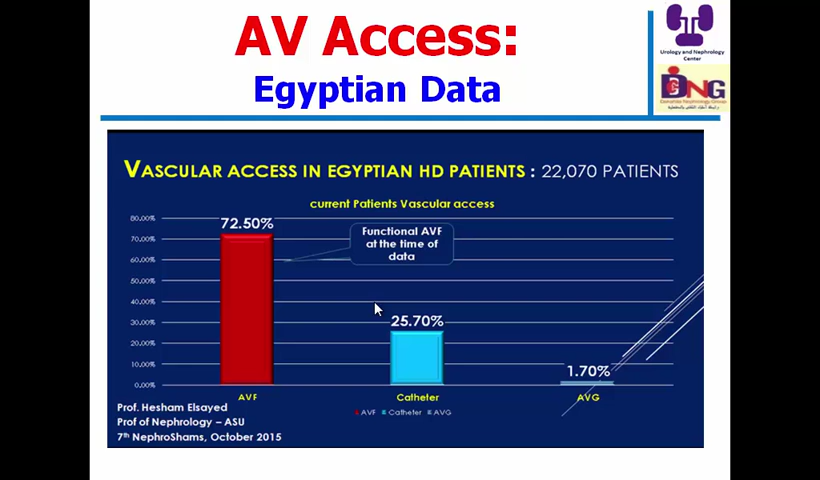 AV Access:
Egyptian Data
Urology and Nephrology
Center
DNG
VASCULAR ACCESS IN EGYPTIAN HD PATIENTS : 22,070 PATIENTS
current Patients Vascular access
80.00%
70.00%
60.00%
50.00%
40.00%
30.00%
20.00%
10.00%
0.00%
72.50%
Functional AVF
at the time of
data
25.70%
1.70%
AVF
Catheter
AVG
AVF Catheter AVG
Prof. Hesham Elsayed
Prof of Nephrology – ASU
7th NephroShams, October 2015